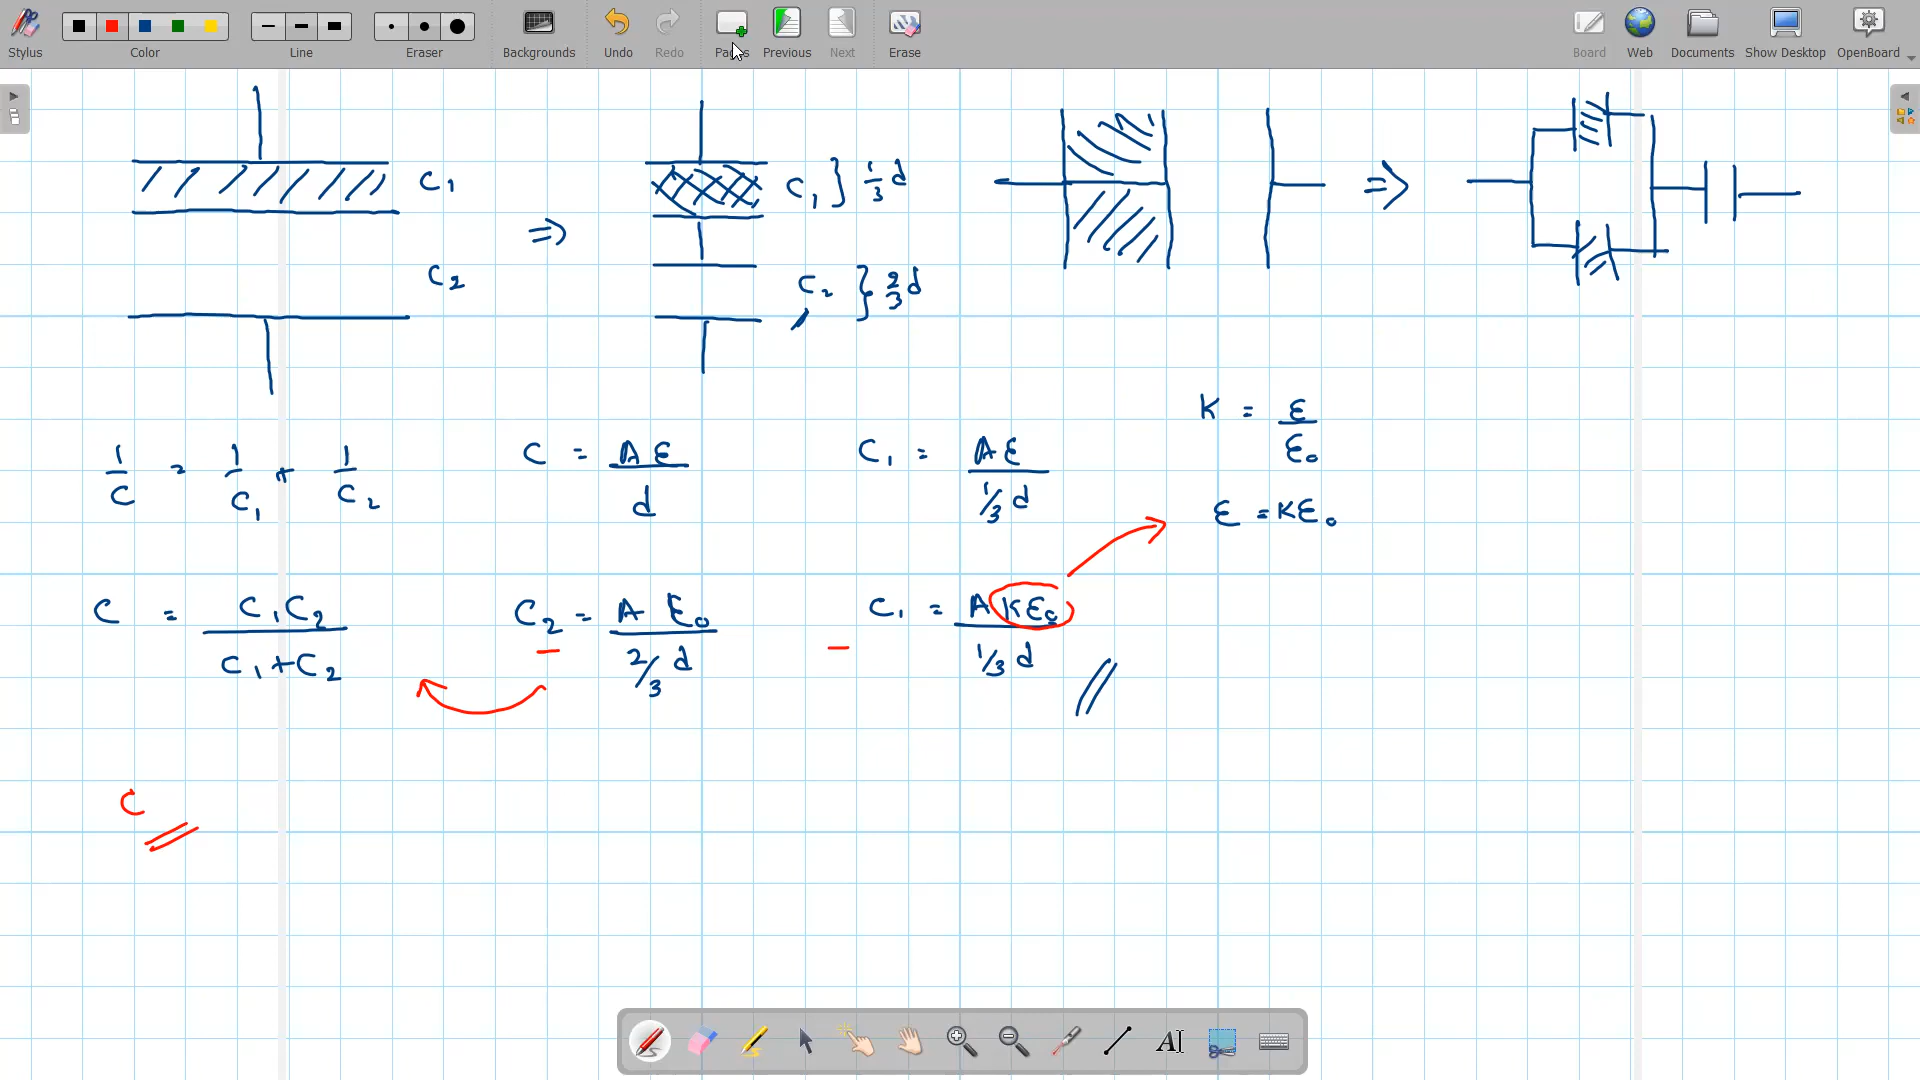 Stylus Color Line Eraser Backgrounds Undo Redo Pages Previous Next Erase Board Web Documents Show Desktop OpenBoard
C₁
C₂
⇒
C₁ } 1/3 d
C₂ } 2/3 d
⇒
1/C = 1/C₁ + 1/C₂
C = Aε/d
C₁ = Aε/(1/3 d)
K = ε/ε₀
ε = Kε₀
C = C₁C₂/(C₁+C₂)
C₂ = A ε₀/(2/3 d)
C₁ = AKε₀/(1/3 d)
C